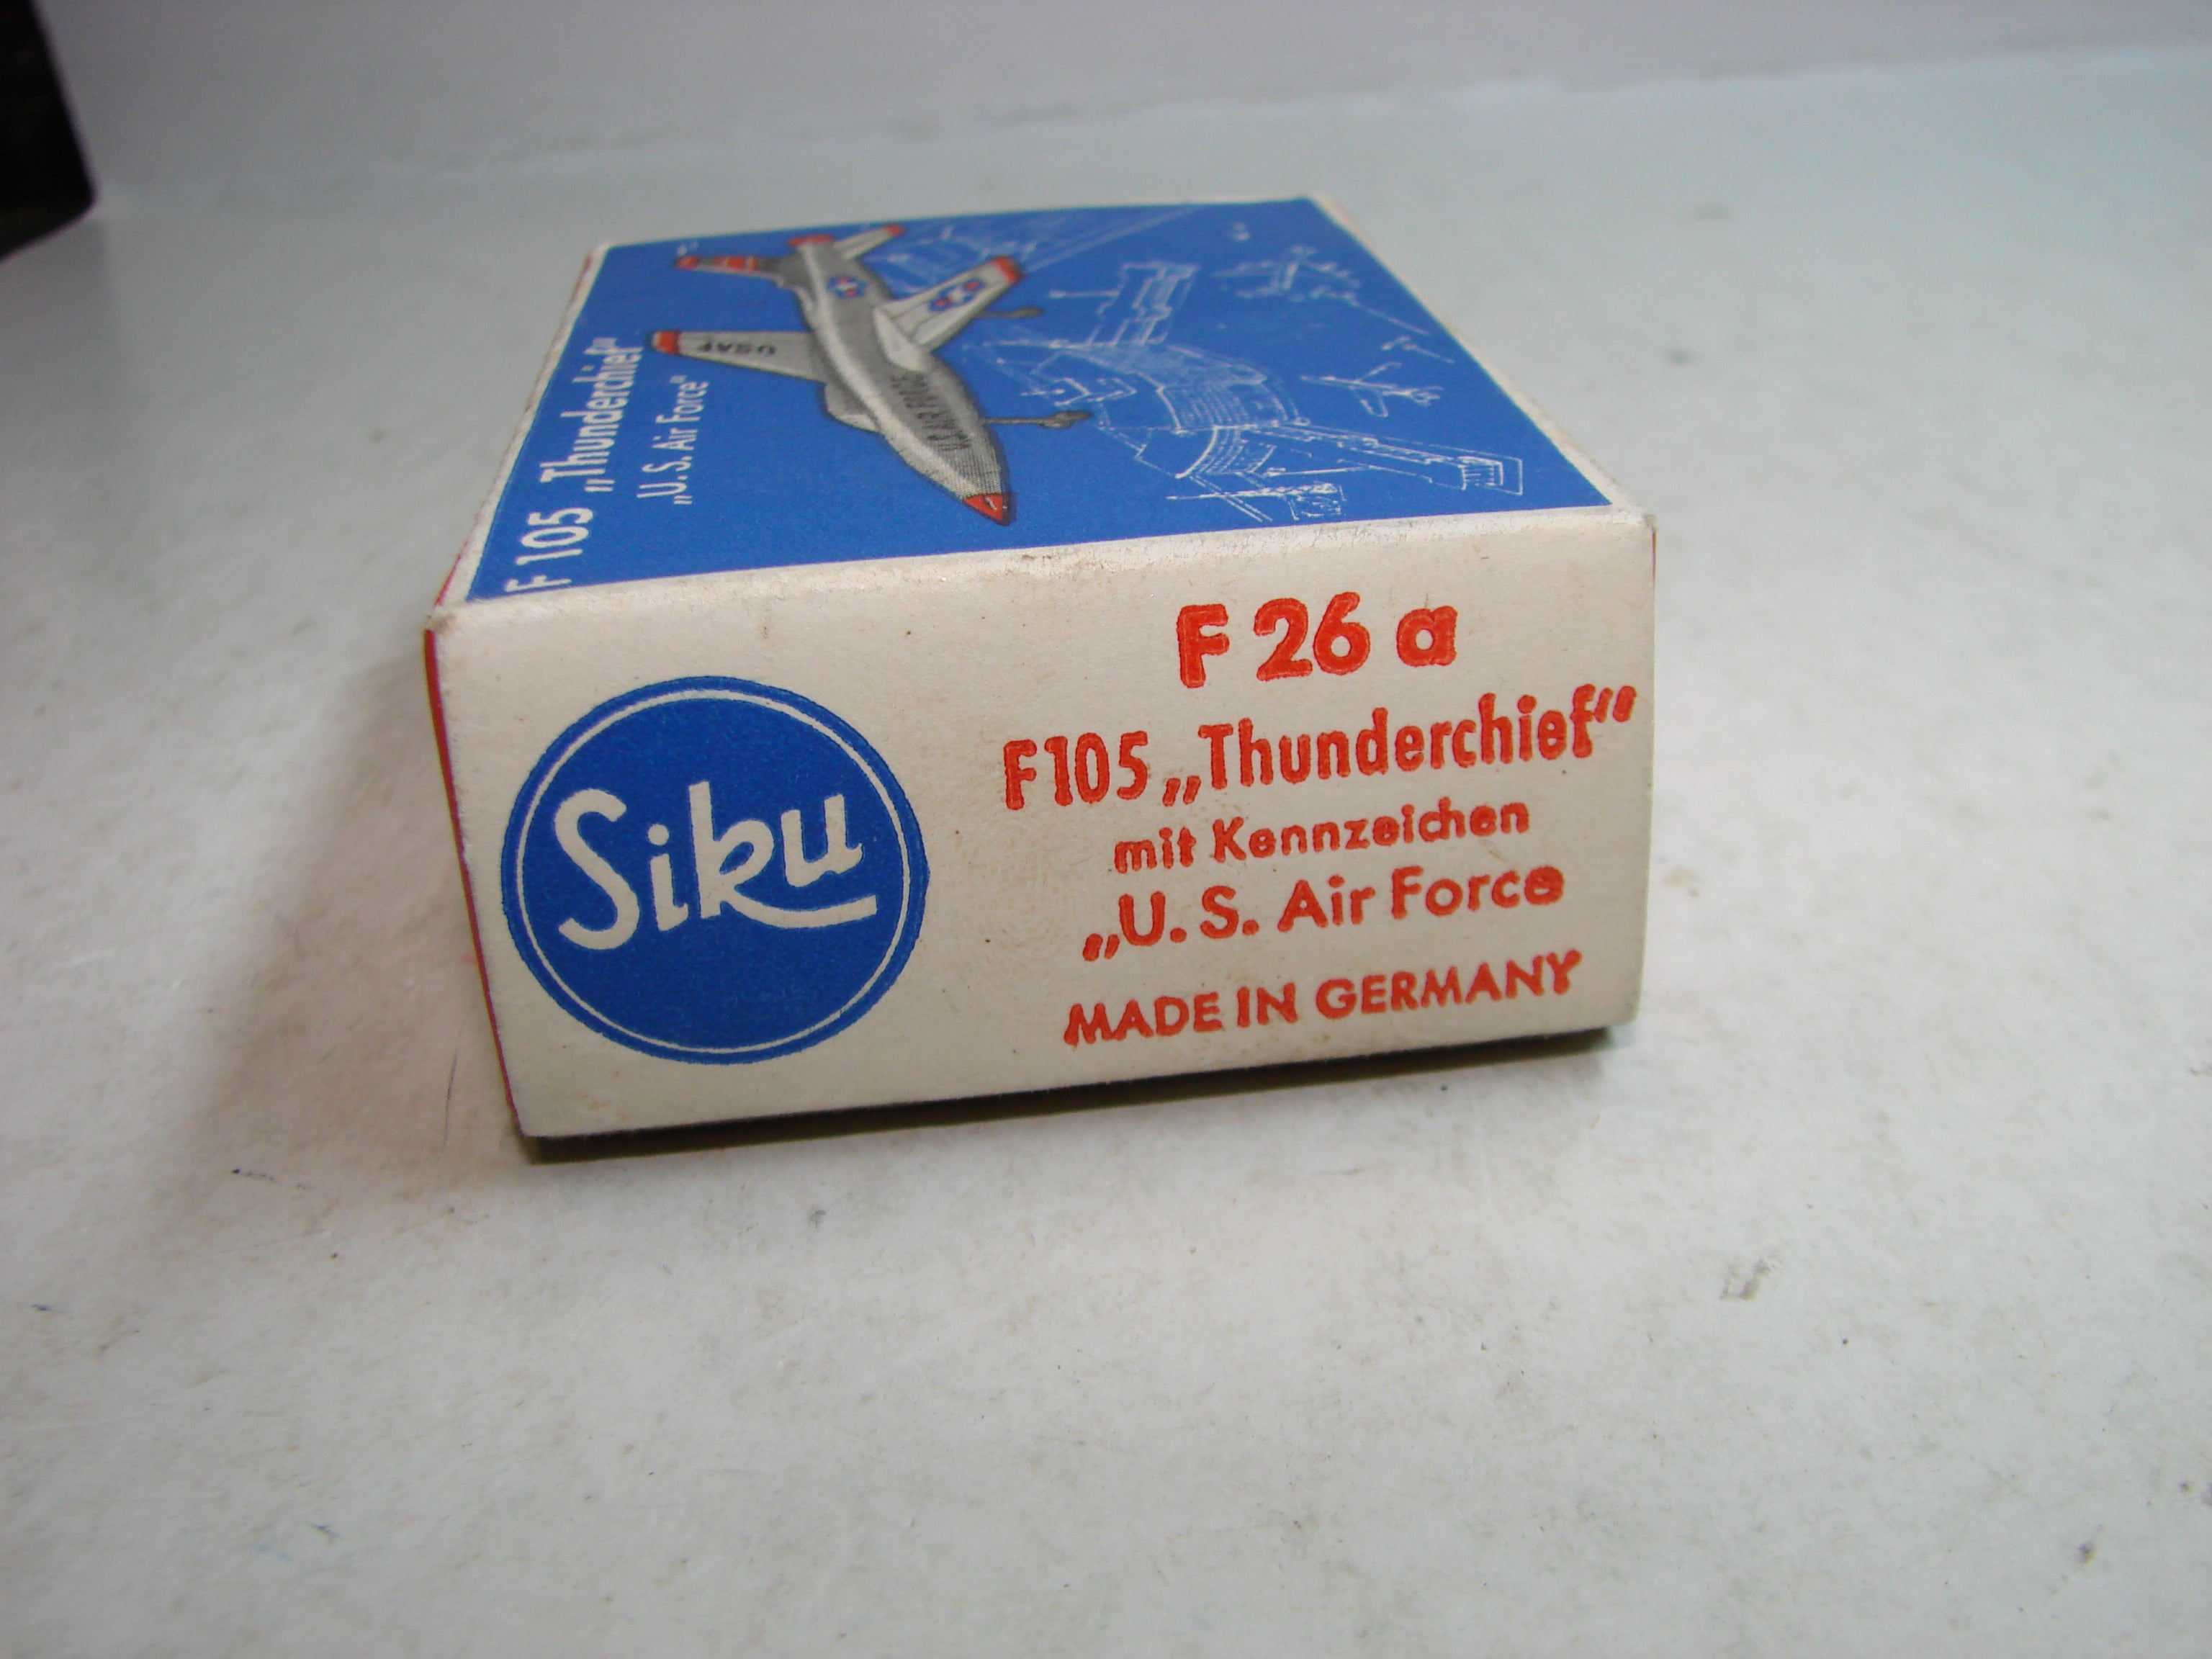 F 105 „Thunderchief“
„U.S. Air Force“
USAF
U.S. AIR FORCE
Siku
F 26 a
F105 „Thunderchief“
mit Kennzeichen
„U.S. Air Force
MADE IN GERMANY